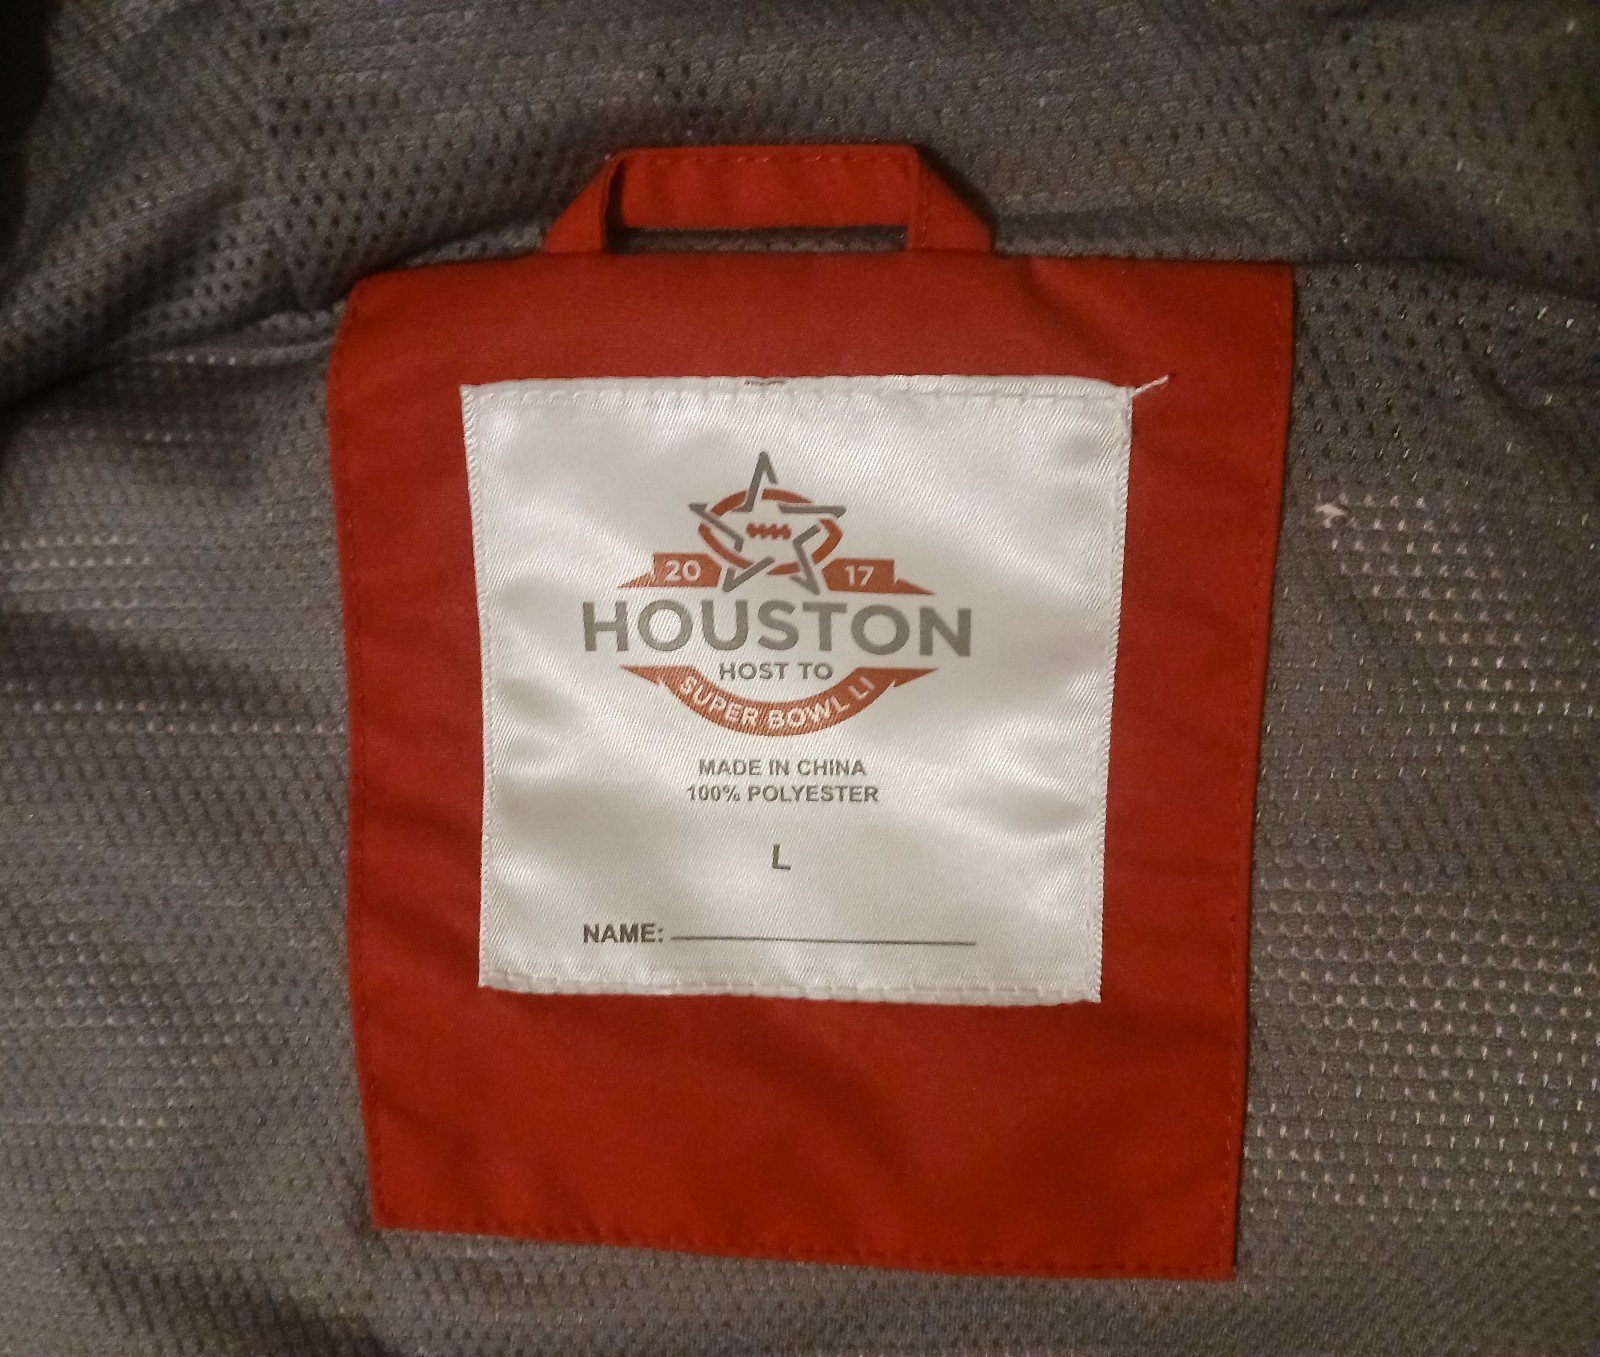 20 17
HOUSTON
HOST TO
SUPER BOWL LI
MADE IN CHINA
100% POLYESTER
L
NAME: